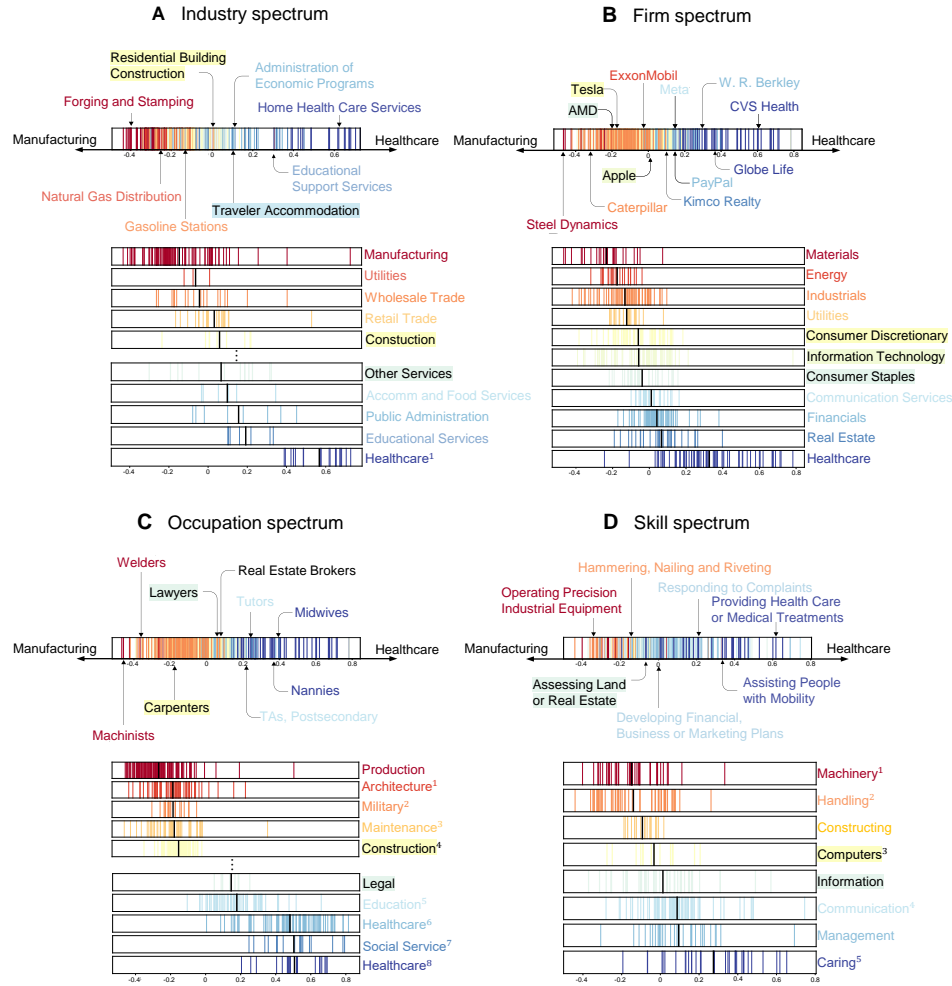 A Industry spectrum
Residential Building
Construction
Administration of
Economic Programs
Forging and Stamping
Home Health Care Services
Manufacturing
Healthcare
-0.4 -0.2 0 0.2 0.4 0.6
Educational
Support Services
Natural Gas Distribution
Traveler Accommodation
Gasoline Stations
Manufacturing
Utilities
Wholesale Trade
Retail Trade
Constuction
Other Services
Accomm and Food Services
Public Administration
Educational Services
Healthcare¹
-0.4 -0.2 0 0.2 0.4 0.6
B Firm spectrum
ExxonMobil
Tesla
Meta
W. R. Berkley
AMD
CVS Health
Manufacturing
Healthcare
-0.4 -0.2 0 0.2 0.4 0.6 0.8
Apple
Globe Life
PayPal
Caterpillar
Kimco Realty
Steel Dynamics
Materials
Energy
Industrials
Utilities
Consumer Discretionary
Information Technology
Consumer Staples
Communication Services
Financials
Real Estate
Healthcare
-0.4 -0.2 0 0.2 0.4 0.6 0.8
C Occupation spectrum
Welders
Real Estate Brokers
Lawyers
Tutors
Midwives
Manufacturing
Healthcare
-0.4 -0.2 0 0.2 0.4 0.6 0.8
Nannies
Carpenters
TAs, Postsecondary
Machinists
Production
Architecture¹
Military²
Maintenance³
Construction⁴
Legal
Education⁵
Healthcare⁶
Social Service⁷
Healthcare⁸
-0.4 -0.2 0 0.2 0.4 0.6 0.8
D Skill spectrum
Hammering, Nailing and Riveting
Operating Precision
Industrial Equipment
Responding to Complaints
Providing Health Care
or Medical Treatments
Manufacturing
Healthcare
-0.4 -0.2 0 0.2 0.4 0.6 0.8
Assessing Land
or Real Estate
Assisting People
with Mobility
Developing Financial,
Business or Marketing Plans
Machinery¹
Handling²
Constructing
Computers³
Information
Communication⁴
Management
Caring⁵
-0.4 -0.2 0 0.2 0.4 0.6 0.8